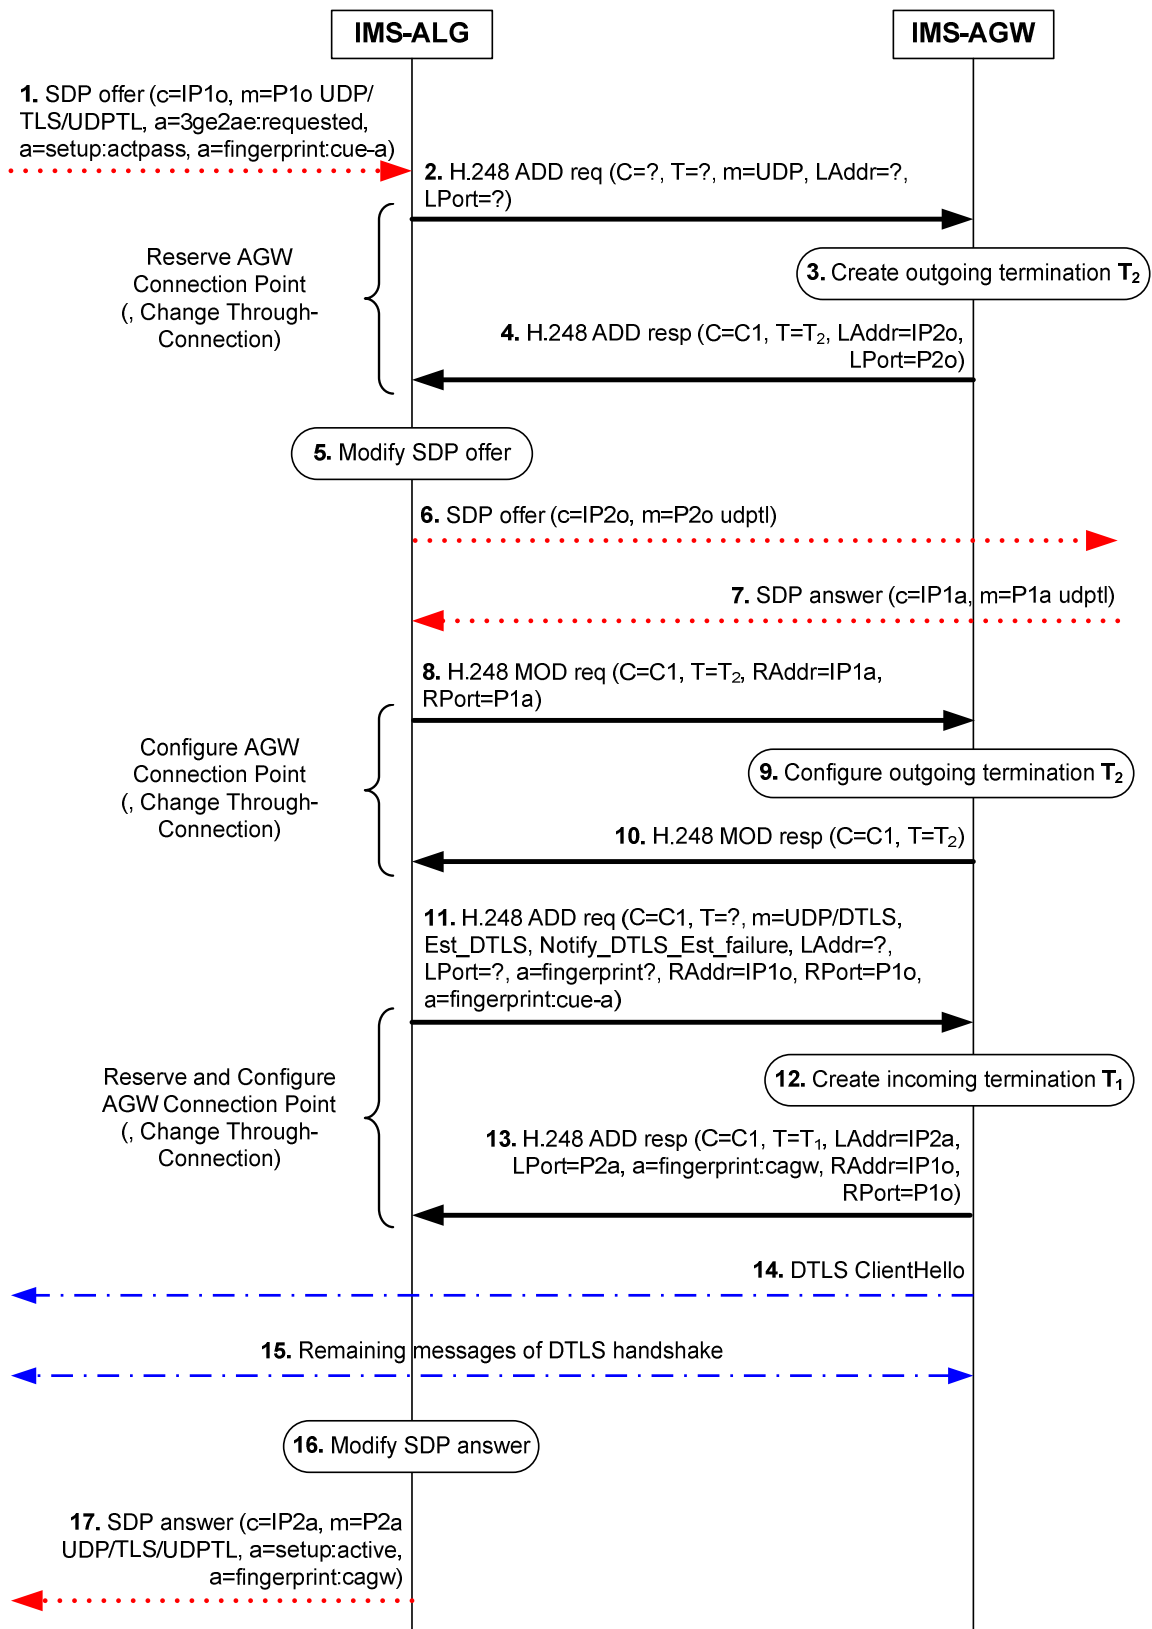 IMS-ALG
IMS-AGW
1. SDP offer (c=IP1o, m=P1o UDP/
TLS/UDPTL, a=3ge2ae:requested,
a=setup:actpass, a=fingerprint:cue-a)
2. H.248 ADD req (C=?, T=?, m=UDP, LAddr=?,
LPort=?)
Reserve AGW
Connection Point
(, Change Through-
Connection)
3. Create outgoing termination T2
4. H.248 ADD resp (C=C1, T=T2, LAddr=IP2o,
LPort=P2o)
5. Modify SDP offer
6. SDP offer (c=IP2o, m=P2o udptl)
7. SDP answer (c=IP1a, m=P1a udptl)
8. H.248 MOD req (C=C1, T=T2, RAddr=IP1a,
RPort=P1a)
Configure AGW
Connection Point
(, Change Through-
Connection)
9. Configure outgoing termination T2
10. H.248 MOD resp (C=C1, T=T2)
11. H.248 ADD req (C=C1, T=?, m=UDP/DTLS,
Est_DTLS, Notify_DTLS_Est_failure, LAddr=?,
LPort=?, a=fingerprint?, RAddr=IP1o, RPort=P1o,
a=fingerprint:cue-a)
Reserve and Configure
AGW Connection Point
(, Change Through-
Connection)
12. Create incoming termination T1
13. H.248 ADD resp (C=C1, T=T1, LAddr=IP2a,
LPort=P2a, a=fingerprint:cagw, RAddr=IP1o,
RPort=P1o)
14. DTLS ClientHello
15. Remaining messages of DTLS handshake
16. Modify SDP answer
17. SDP answer (c=IP2a, m=P2a
UDP/TLS/UDPTL, a=setup:active,
a=fingerprint:cagw)